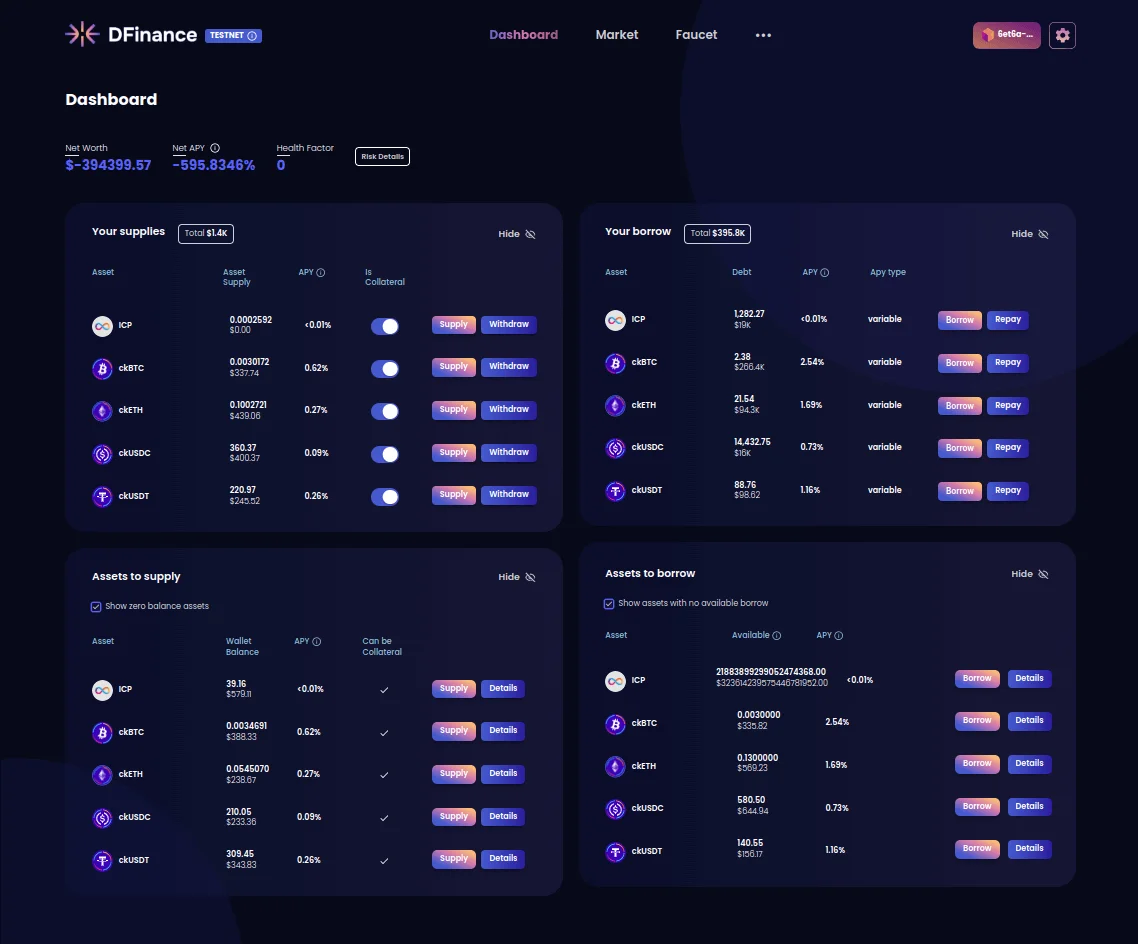 DFinance TESTNET
Dashboard Market Faucet •••
6et6a-...
Dashboard
Net Worth
$-394399.57
Net APY
-595.8346%
Health Factor
0
Risk Details
Your supplies Total $1.4K Hide
Asset Asset Supply APY Is Collateral
ICP 0.0002592 $0.00 <0.01% Supply Withdraw
ckBTC 0.0030172 $337.74 0.62% Supply Withdraw
ckETH 0.1002721 $439.06 0.27% Supply Withdraw
ckUSDC 360.37 $400.37 0.09% Supply Withdraw
ckUSDT 220.97 $245.52 0.26% Supply Withdraw
Your borrow Total $395.8K Hide
Asset Debt APY Apy type
ICP 1,282.27 $19K <0.01% variable Borrow Repay
ckBTC 2.38 $266.4K 2.54% variable Borrow Repay
ckETH 21.54 $94.3K 1.69% variable Borrow Repay
ckUSDC 14,432.75 $16K 0.73% variable Borrow Repay
ckUSDT 88.76 $98.62 1.16% variable Borrow Repay
Assets to supply Hide
Show zero balance assets
Asset Wallet Balance APY Can be Collateral
ICP 39.16 $579.11 <0.01% Supply Details
ckBTC 0.0034691 $388.33 0.62% Supply Details
ckETH 0.0545070 $238.67 0.27% Supply Details
ckUSDC 210.05 $233.36 0.09% Supply Details
ckUSDT 309.45 $343.83 0.26% Supply Details
Assets to borrow Hide
Show assets with no available borrow
Asset Available APY
ICP 21883899299052474368.00 $323614239575446781952.00 <0.01% Borrow Details
ckBTC 0.0030000 $335.82 2.54% Borrow Details
ckETH 0.1300000 $569.23 1.69% Borrow Details
ckUSDC 580.50 $644.94 0.73% Borrow Details
ckUSDT 140.55 $156.17 1.16% Borrow Details